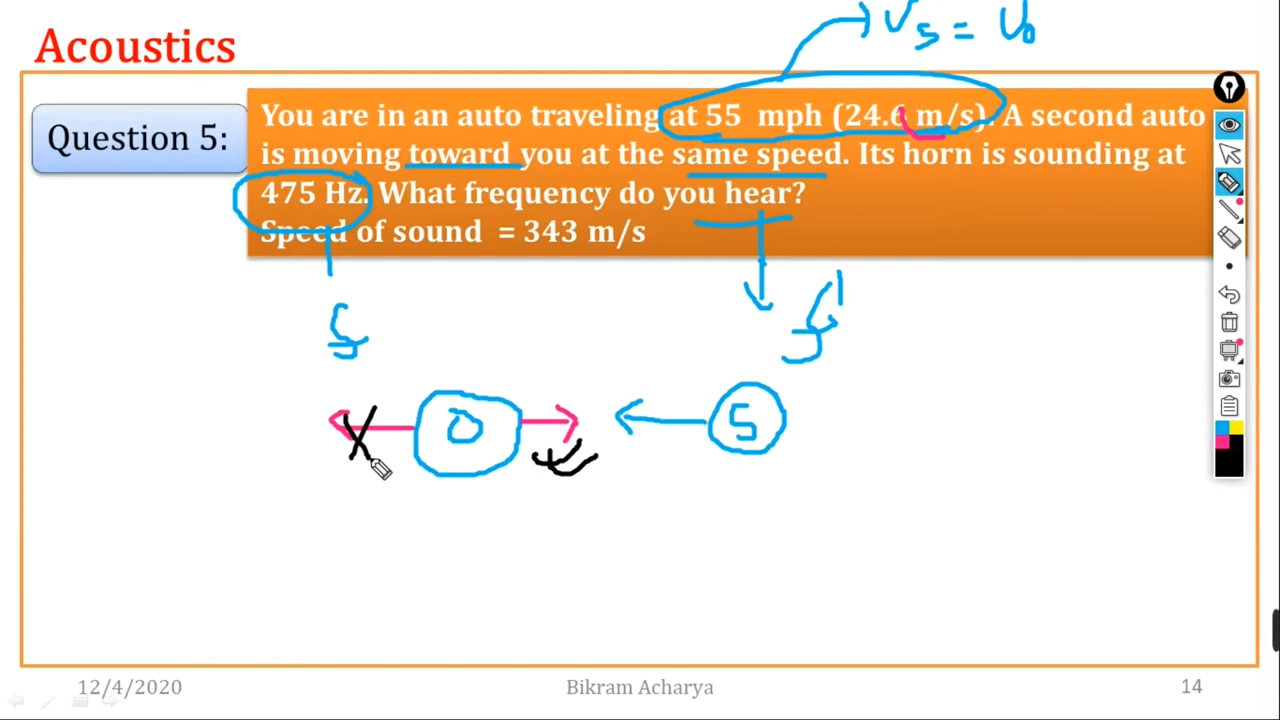 Acoustics
Vs = Vo
Question 5:
You are in an auto traveling at 55 mph (24.6 m/s). A second auto
is moving toward you at the same speed. Its horn is sounding at
475 Hz. What frequency do you hear?
Speed of sound = 343 m/s
f f'
O S
12/4/2020 Bikram Acharya 14